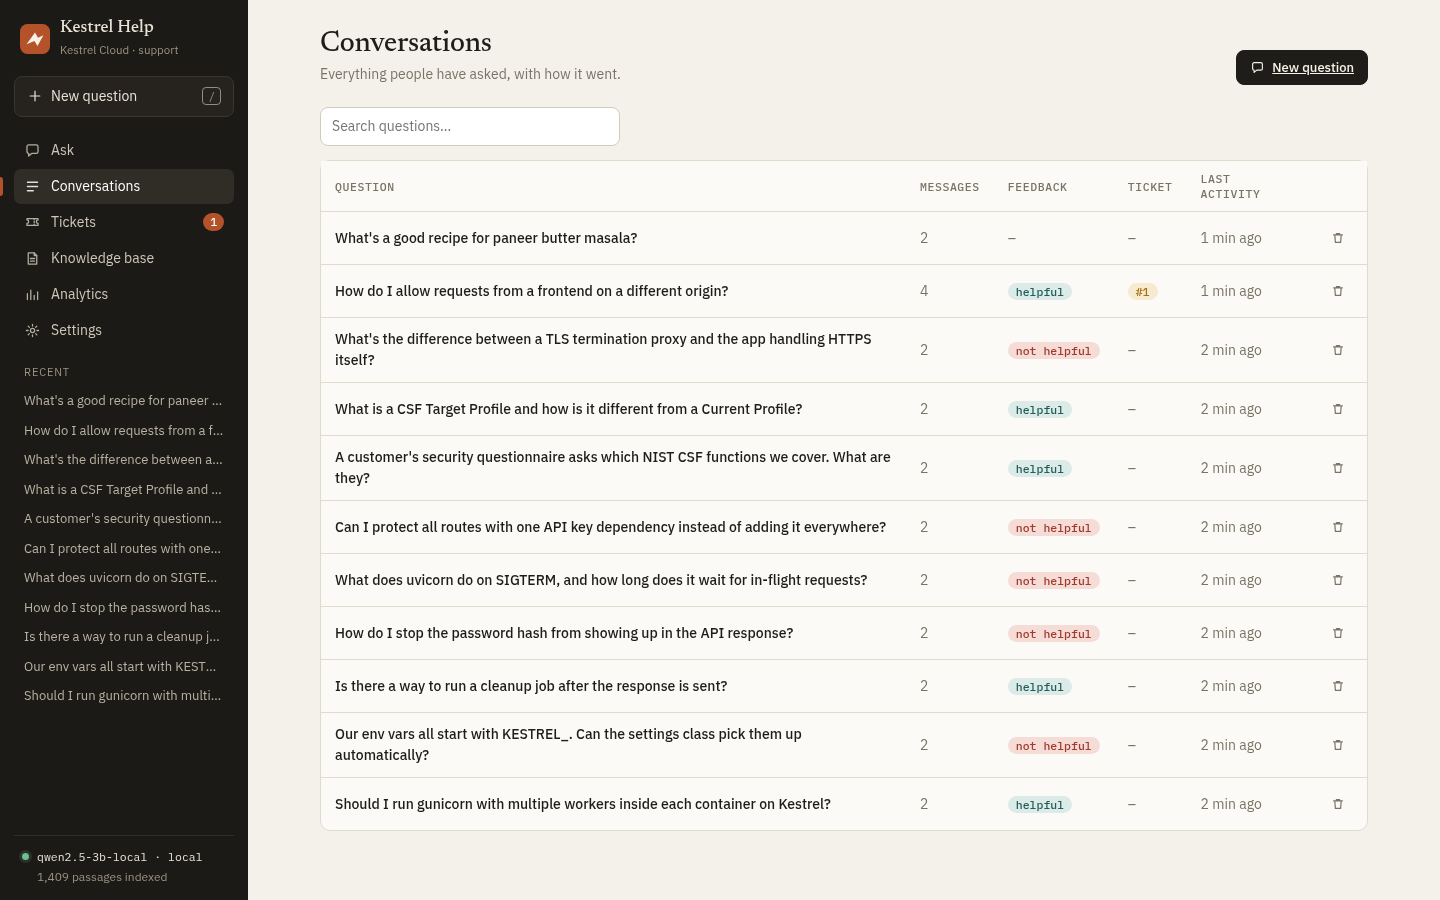 Kestrel Help
Kestrel Cloud · support
New question /
Ask
Conversations
Tickets 1
Knowledge base
Analytics
Settings
RECENT
What's a good recipe for paneer ...
How do I allow requests from a f...
What's the difference between a...
What is a CSF Target Profile and ...
A customer's security questionn...
Can I protect all routes with one...
What does uvicorn do on SIGTE...
How do I stop the password has...
Is there a way to run a cleanup j...
Our env vars all start with KEST...
Should I run gunicorn with multi...
qwen2.5-3b-local · local
1,409 passages indexed
Conversations
Everything people have asked, with how it went.
New question
Search questions...
QUESTION MESSAGES FEEDBACK TICKET LAST ACTIVITY
What's a good recipe for paneer butter masala? 2 – – 1 min ago
How do I allow requests from a frontend on a different origin? 4 helpful #1 1 min ago
What's the difference between a TLS termination proxy and the app handling HTTPS
itself? 2 not helpful – 2 min ago
What is a CSF Target Profile and how is it different from a Current Profile? 2 helpful – 2 min ago
A customer's security questionnaire asks which NIST CSF functions we cover. What are
they? 2 helpful – 2 min ago
Can I protect all routes with one API key dependency instead of adding it everywhere? 2 not helpful – 2 min ago
What does uvicorn do on SIGTERM, and how long does it wait for in-flight requests? 2 not helpful – 2 min ago
How do I stop the password hash from showing up in the API response? 2 not helpful – 2 min ago
Is there a way to run a cleanup job after the response is sent? 2 helpful – 2 min ago
Our env vars all start with KESTREL_. Can the settings class pick them up
automatically? 2 not helpful – 2 min ago
Should I run gunicorn with multiple workers inside each container on Kestrel? 2 helpful – 2 min ago